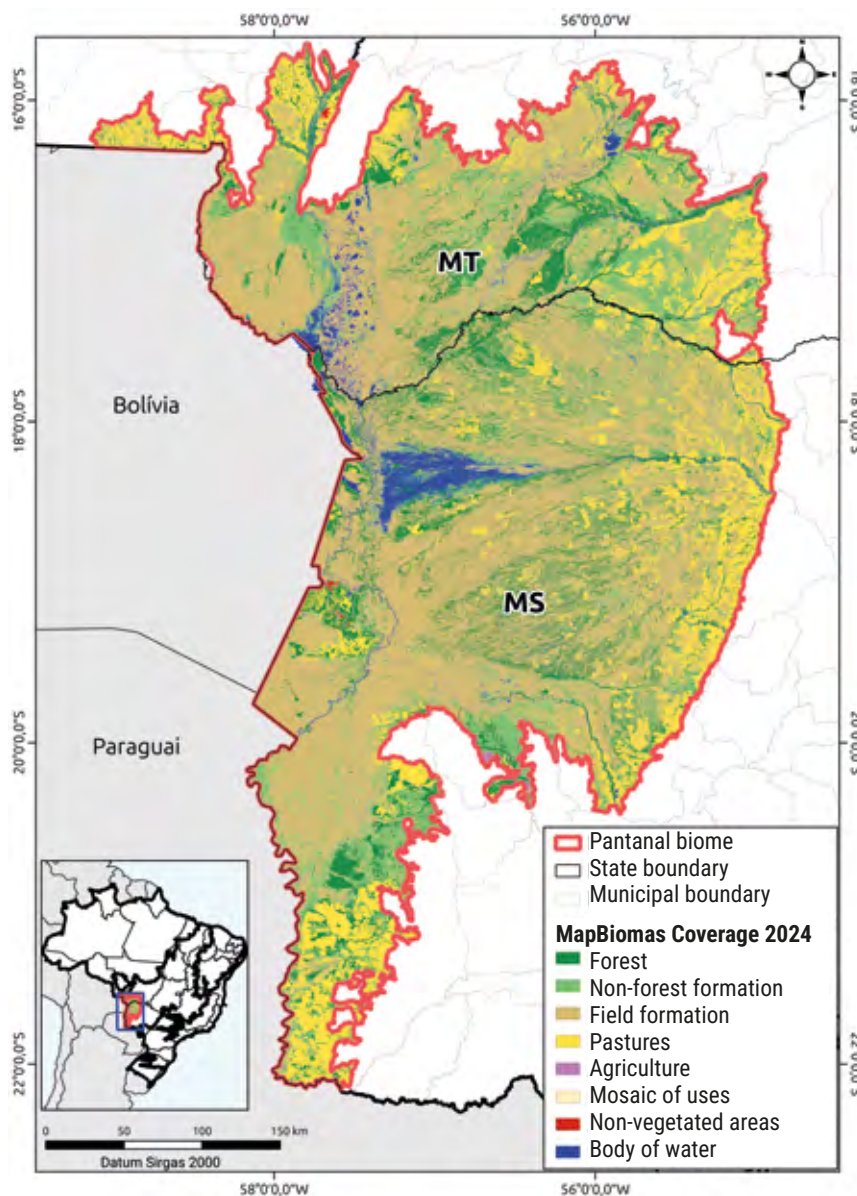 58°0'0,0"W
56°0'0,0"W
16°0'0,0"S
MT
Bolívia
18°0'0,0"S
MS
20°0'0,0"S
Paraguai
Pantanal biome
State boundary
Municipal boundary
MapBiomas Coverage 2024
Forest
Non-forest formation
Field formation
Pastures
Agriculture
Mosaic of uses
Non-vegetated areas
Body of water
22°0'0,0"S
0 50 100 150 km
Datum Sirgas 2000
58°0'0,0"W
56°0'0,0"W